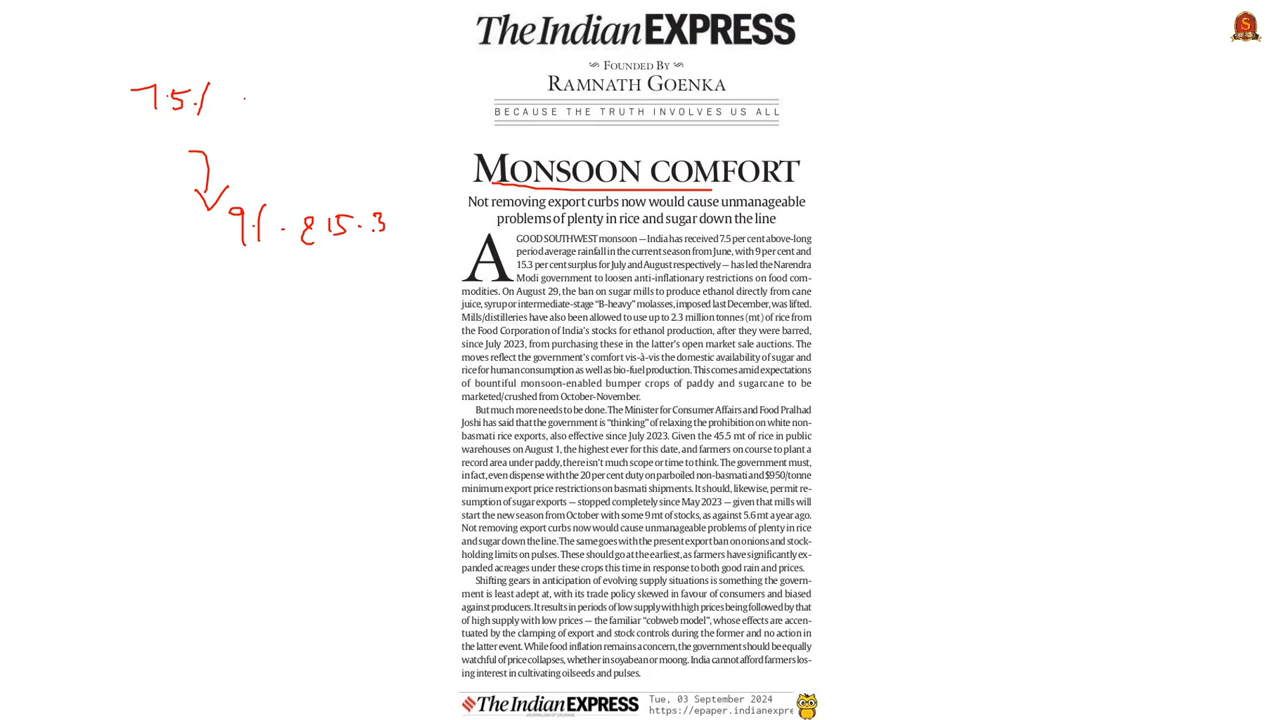 The Indian EXPRESS
FOUNDED BY
RAMNATH GOENKA
BECAUSE THE TRUTH INVOLVES US ALL
7.5%
9% & 15.3
MONSOON COMFORT
Not removing export curbs now would cause unmanageable
problems of plenty in rice and sugar down the line
A GOOD SOUTHWEST monsoon — India has received 7.5 per cent above-long
period average rainfall in the current season from June, with 9 per cent and
15.3 per cent surplus for July and August respectively — has led the Narendra
Modi government to loosen anti-inflationary restrictions on food com-
modities. On August 29, the ban on sugar mills to produce ethanol directly from cane
juice, syrup or intermediate-stage “B-heavy” molasses, imposed last December, was lifted.
Mills/distilleries have also been allowed to use up to 2.3 million tonnes (mt) of rice from
the Food Corporation of India’s stocks for ethanol production, after they were barred,
since July 2023, from purchasing these in the latter’s open market sale auctions. The
moves reflect the government’s comfort vis-à-vis the domestic availability of sugar and
rice for human consumption as well as bio-fuel production. This comes amid expectations
of bountiful monsoon-enabled bumper crops of paddy and sugarcane to be
marketed/crushed from October-November.
But much more needs to be done. The Minister for Consumer Affairs and Food Pralhad
Joshi has said that the government is “thinking” of relaxing the prohibition on white non-
basmati rice exports, also effective since July 2023. Given the 45.5 mt of rice in public
warehouses on August 1, the highest ever for this date, and farmers on course to plant a
record area under paddy, there isn’t much scope or time to think. The government must,
in fact, even dispense with the 20 per cent duty on parboiled non-basmati and $950/tonne
minimum export price restrictions on basmati shipments. It should, likewise, permit re-
sumption of sugar exports — stopped completely since May 2023 — given that mills will
start the new season from October with some 9 mt of stocks, as against 5.6 mt a year ago.
Not removing export curbs now would cause unmanageable problems of plenty in rice
and sugar down the line. The same goes with the present export ban on onions and stock-
holding limits on pulses. These should go at the earliest, as farmers have significantly ex-
panded acreages under these crops this time in response to both good rain and prices.
Shifting gears in anticipation of evolving supply situations is something the govern-
ment is least adept at, with its trade policy skewed in favour of consumers and biased
against producers. It results in periods of low supply with high prices being followed by that
of high supply with low prices — the familiar “cobweb model”, whose effects are accen-
tuated by the clamping of export and stock controls during the former and no action in
the latter event. While food inflation remains a concern, the government should be equally
watchful of price collapses, whether in soyabean or moong. India cannot afford farmers los-
ing interest in cultivating oilseeds and pulses.
The Indian EXPRESS
Tue, 03 September 2024
https://epaper.indianexpre